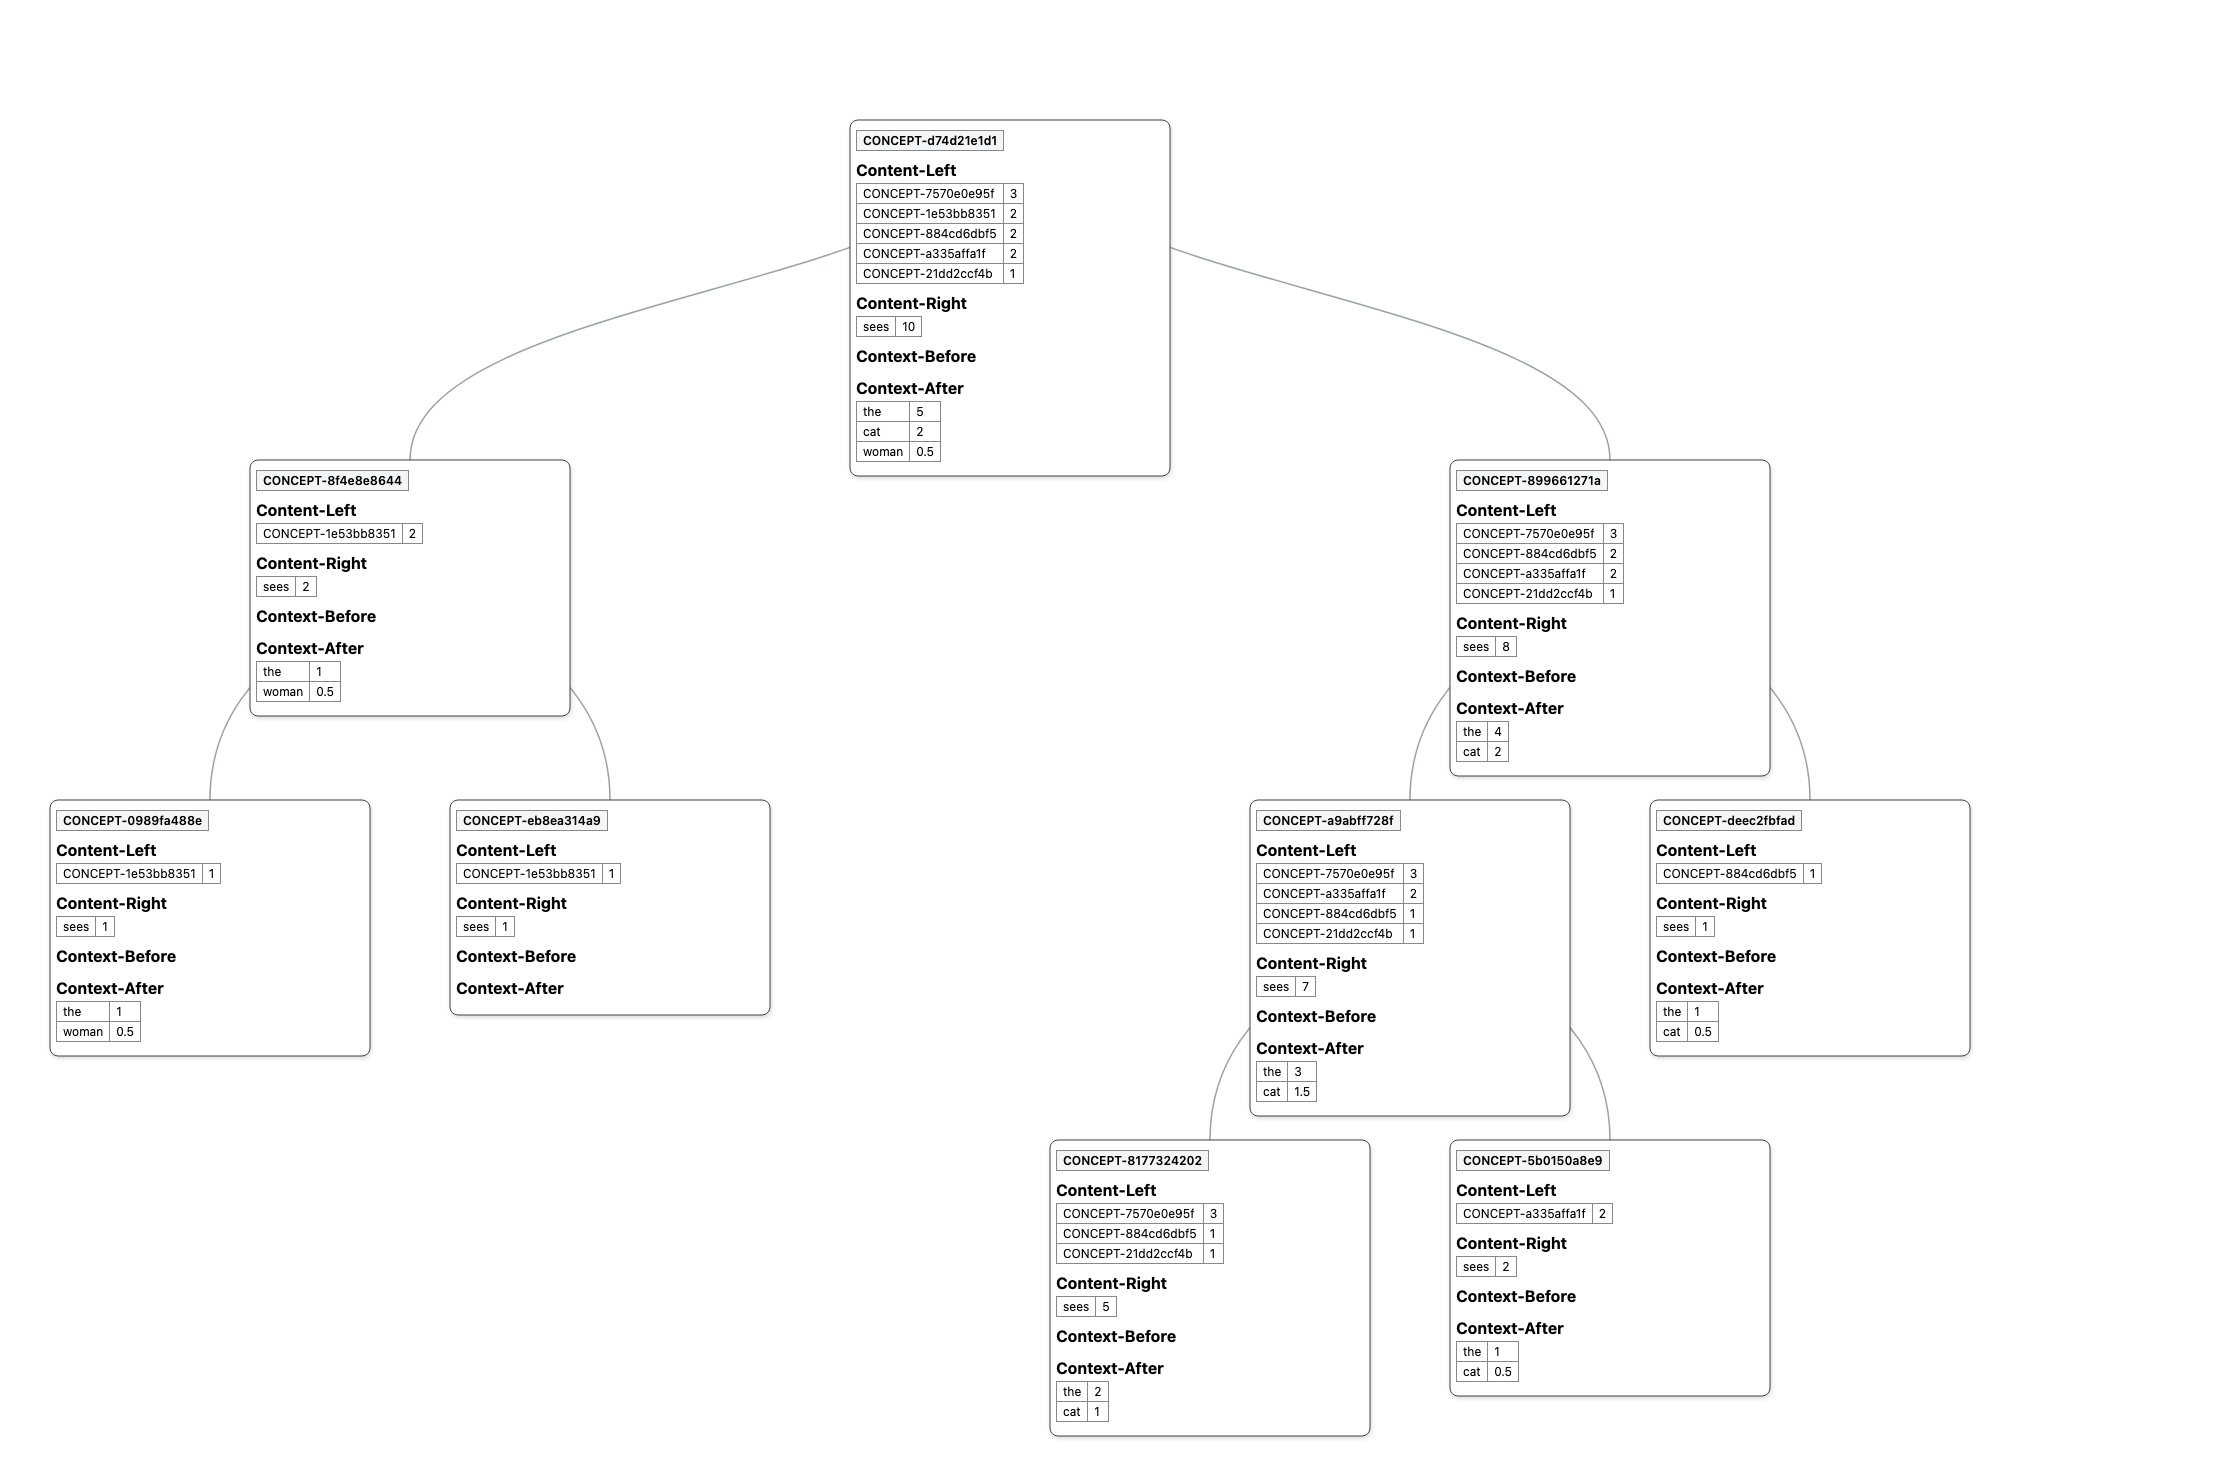 CONCEPT-d74d21e1d1
Content-Left
CONCEPT-7570e0e95f 3
CONCEPT-1e53bb8351 2
CONCEPT-884cd6dbf5 2
CONCEPT-a335affa1f 2
CONCEPT-21dd2ccf4b 1
Content-Right
sees 10
Context-Before
Context-After
the 5
cat 2
woman 0.5
CONCEPT-8f4e8e8644
Content-Left
CONCEPT-1e53bb8351 2
Content-Right
sees 2
Context-Before
Context-After
the 1
woman 0.5
CONCEPT-899661271a
Content-Left
CONCEPT-7570e0e95f 3
CONCEPT-884cd6dbf5 2
CONCEPT-a335affa1f 2
CONCEPT-21dd2ccf4b 1
Content-Right
sees 8
Context-Before
Context-After
the 4
cat 2
CONCEPT-0989fa488e
Content-Left
CONCEPT-1e53bb8351 1
Content-Right
sees 1
Context-Before
Context-After
the 1
woman 0.5
CONCEPT-eb8ea314a9
Content-Left
CONCEPT-1e53bb8351 1
Content-Right
sees 1
Context-Before
Context-After
CONCEPT-a9abff728f
Content-Left
CONCEPT-7570e0e95f 3
CONCEPT-a335affa1f 2
CONCEPT-884cd6dbf5 1
CONCEPT-21dd2ccf4b 1
Content-Right
sees 7
Context-Before
Context-After
the 3
cat 1.5
CONCEPT-deec2fbfad
Content-Left
CONCEPT-884cd6dbf5 1
Content-Right
sees 1
Context-Before
Context-After
the 1
cat 0.5
CONCEPT-8177324202
Content-Left
CONCEPT-7570e0e95f 3
CONCEPT-884cd6dbf5 1
CONCEPT-21dd2ccf4b 1
Content-Right
sees 5
Context-Before
Context-After
the 2
cat 1
CONCEPT-5b0150a8e9
Content-Left
CONCEPT-a335affa1f 2
Content-Right
sees 2
Context-Before
Context-After
the 1
cat 0.5